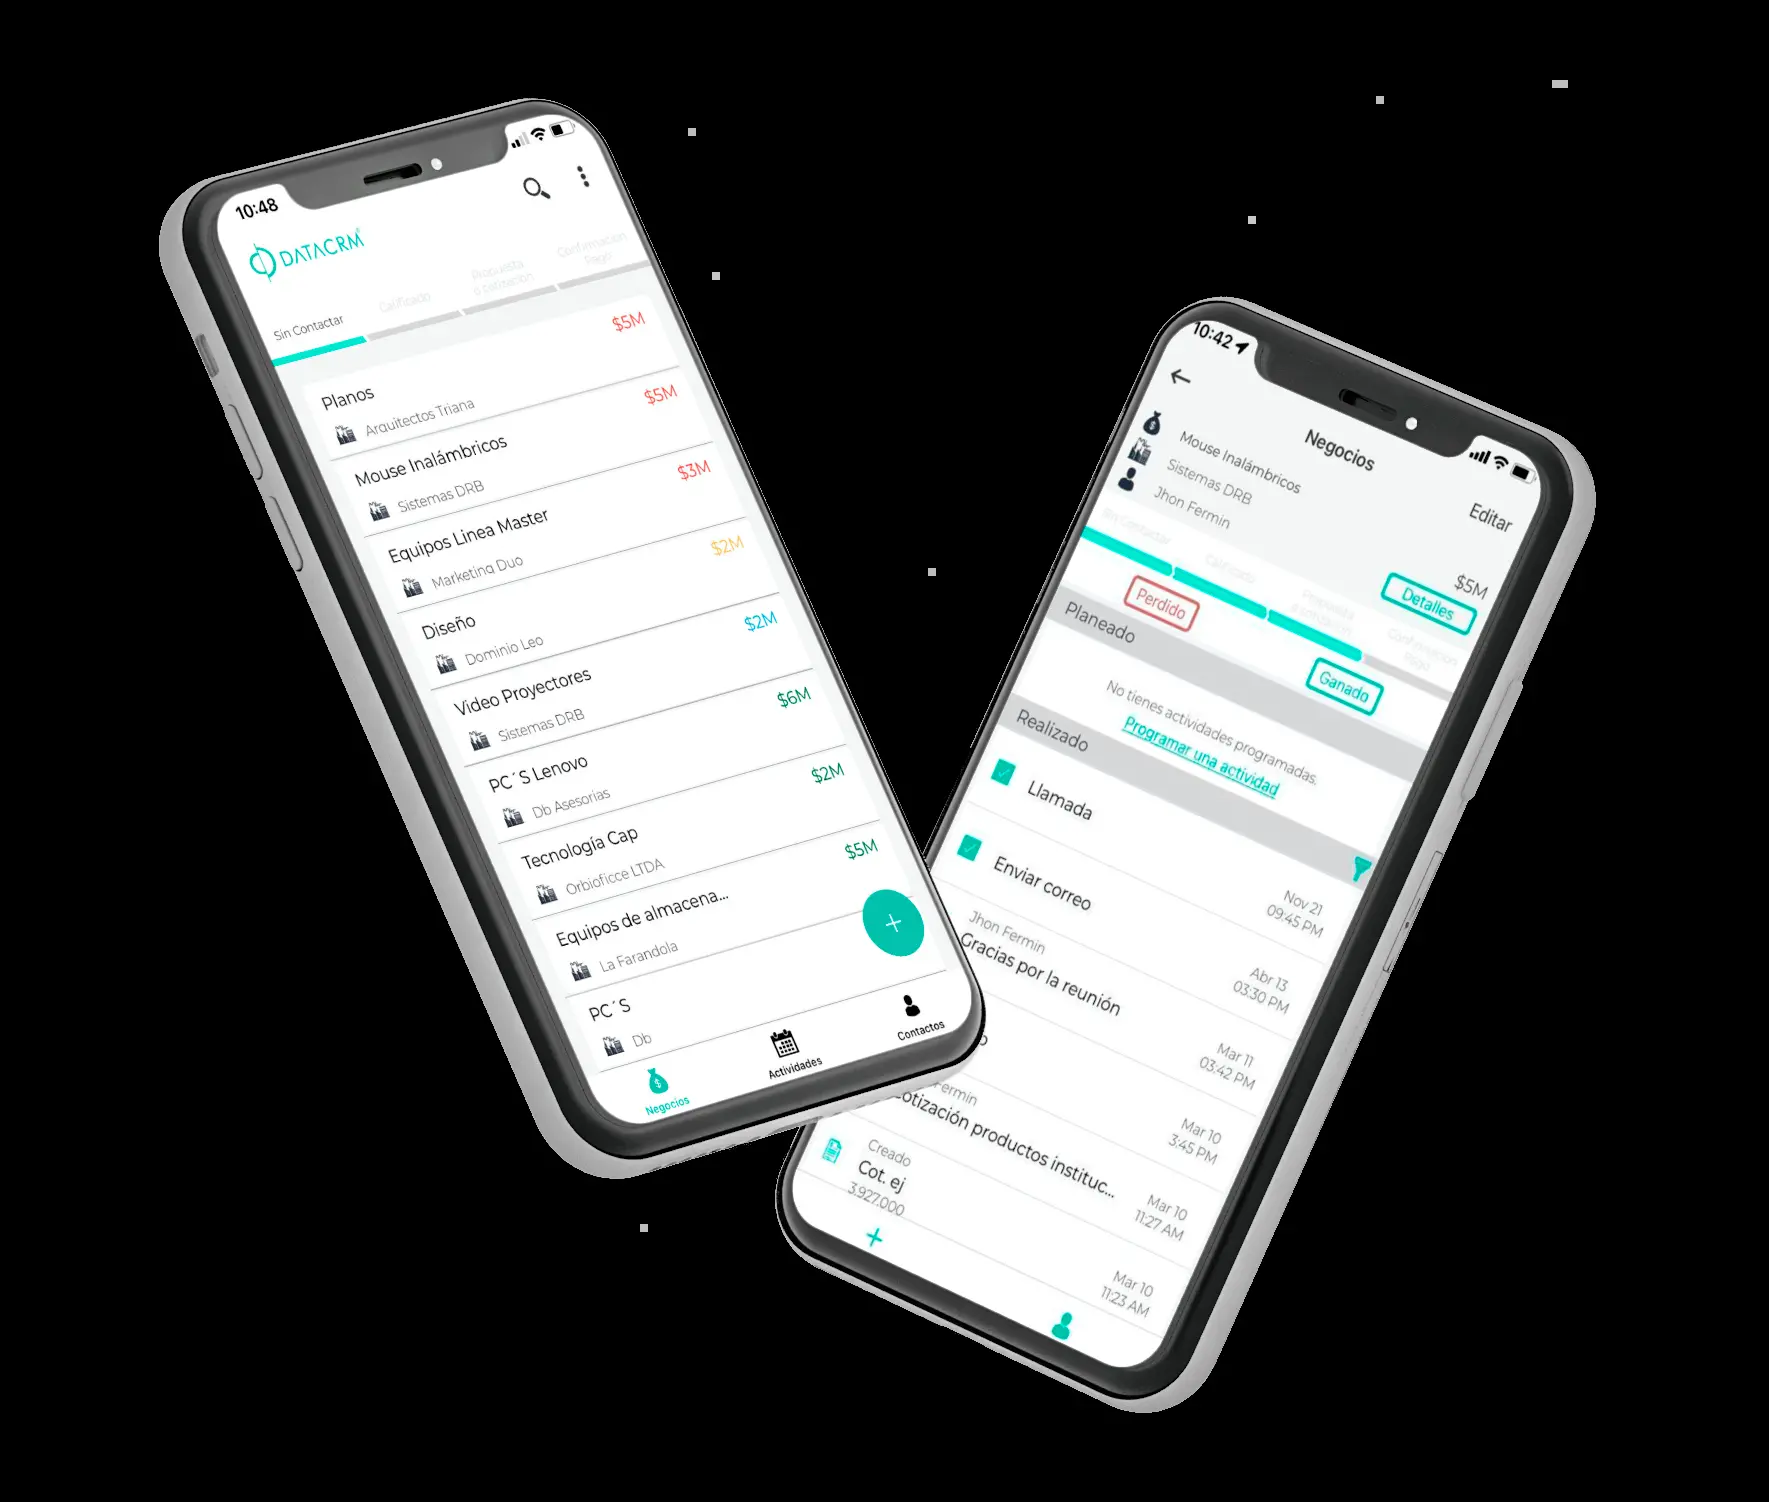 10:48
DATACRM
Sin Contactar
Calificado
Propuesta
o cotización
Confirmación
Pago
$5M
Planos
Arquitectos Triana
$5M
Mouse Inalámbricos
Sistemas DRB
$3M
Equipos Linea Master
Marketing Duo
$2M
Diseño
Dominio Leo
$2M
Video Proyectores
Sistemas DRB
$6M
PC´S Lenovo
Db Asesorias
$2M
Tecnología Cap
Orbioficce LTDA
$5M
Equipos de almacena...
La Farandola
PC´S
Db
Negocios
Actividades
Contactos
10:42
Negocios
Editar
Mouse Inalámbricos
Sistemas DRB
Jhon Fermin
$5M
Detalles
Sin Contactar
Calificado
Propuesta
o cotización
Confirmación
Pago
Perdido
Ganado
Planeado
No tienes actividades programadas.
Programar una actividad
Realizado
Llamada
Nov 21
09:45 PM
Enviar correo
Abr 13
03:30 PM
Jhon Fermin
Gracias por la reunión
Mar 11
03:42 PM
Mar 10
3:45 PM
Fermin
otización productos instituc...
Mar 10
11:27 AM
Creado
Cot. ej
3.927.000
Mar 10
11:23 AM